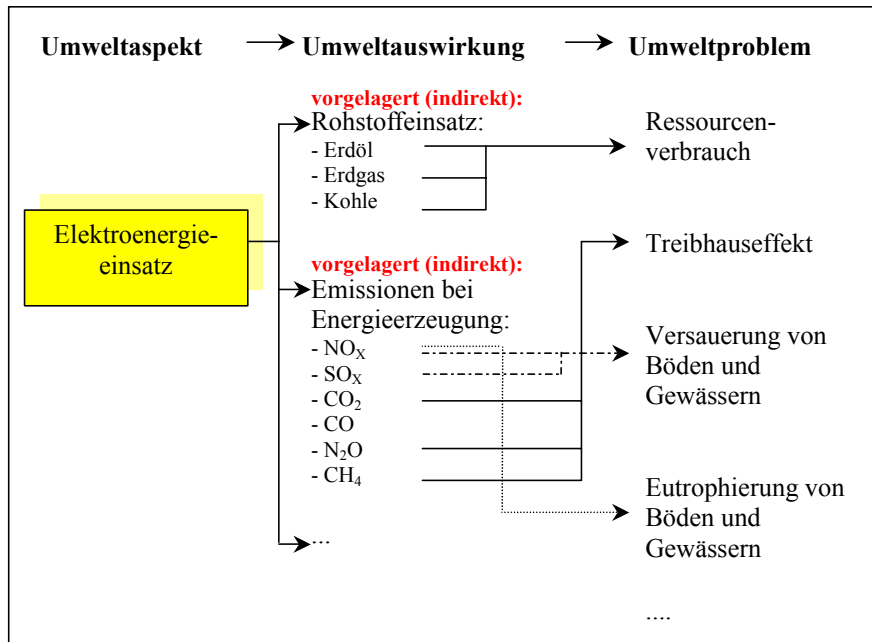 Umweltaspekt Umweltauswirkung Umweltproblem
Elektroenergie-
einsatz
vorgelagert (indirekt):
Rohstoffeinsatz:
- Erdöl
- Erdgas
- Kohle
vorgelagert (indirekt):
Emissionen bei
Energieerzeugung:
- NOX
- SOX
- CO2
- CO
- N2O
- CH4
...
Ressourcen-
verbrauch
Treibhauseffekt
Versauerung von
Böden und
Gewässern
Eutrophierung von
Böden und
Gewässern
....